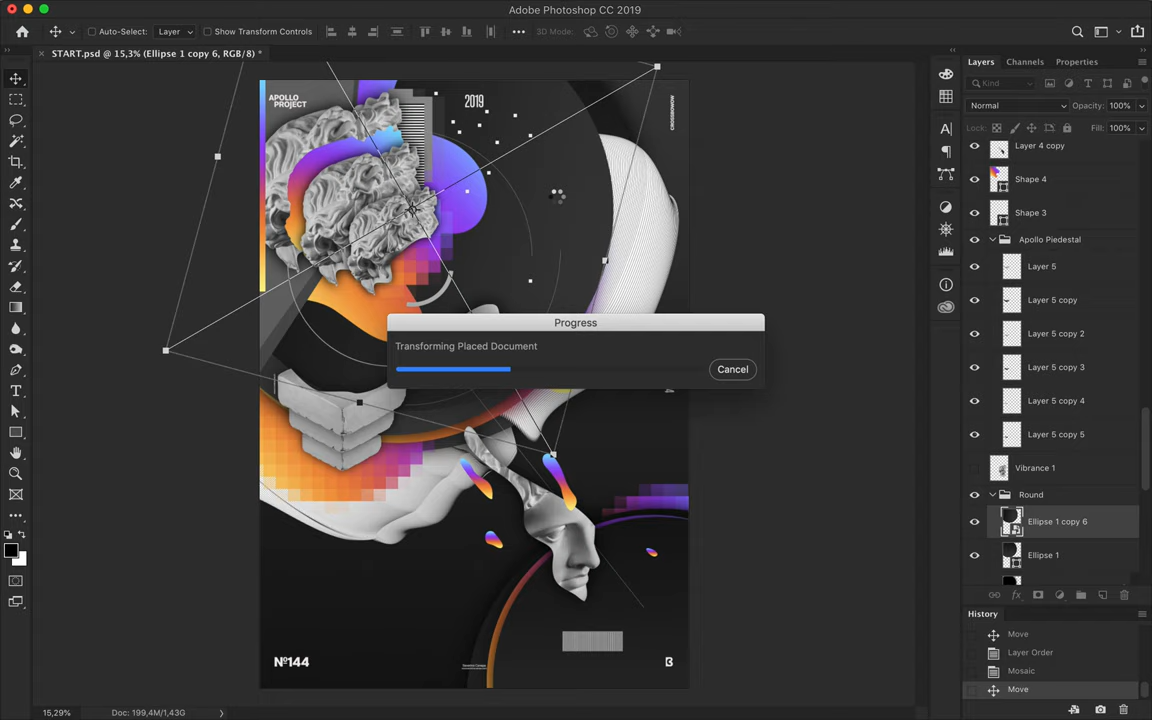 Adobe Photoshop CC 2019
Auto-Select:
Layer
Show Transform Controls
3D Mode:
START.psd @ 15,3% (Ellipse 1 copy 6, RGB/8) *
APOLLO
PROJECT
2019
CROSSBOWOW
Nº144
Progress
Transforming Placed Document
Cancel
Layers
Channels
Properties
Kind
Normal
Opacity: 100%
Lock:
Fill: 100%
Layer 4 copy
Shape 4
Shape 3
Apollo Piedestal
Layer 5
Layer 5 copy
Layer 5 copy 2
Layer 5 copy 3
Layer 5 copy 4
Layer 5 copy 5
Vibrance 1
Round
Ellipse 1 copy 6
Ellipse 1
History
Move
Layer Order
Mosaic
Move
15,29%
Doc: 199,4M/1,43G